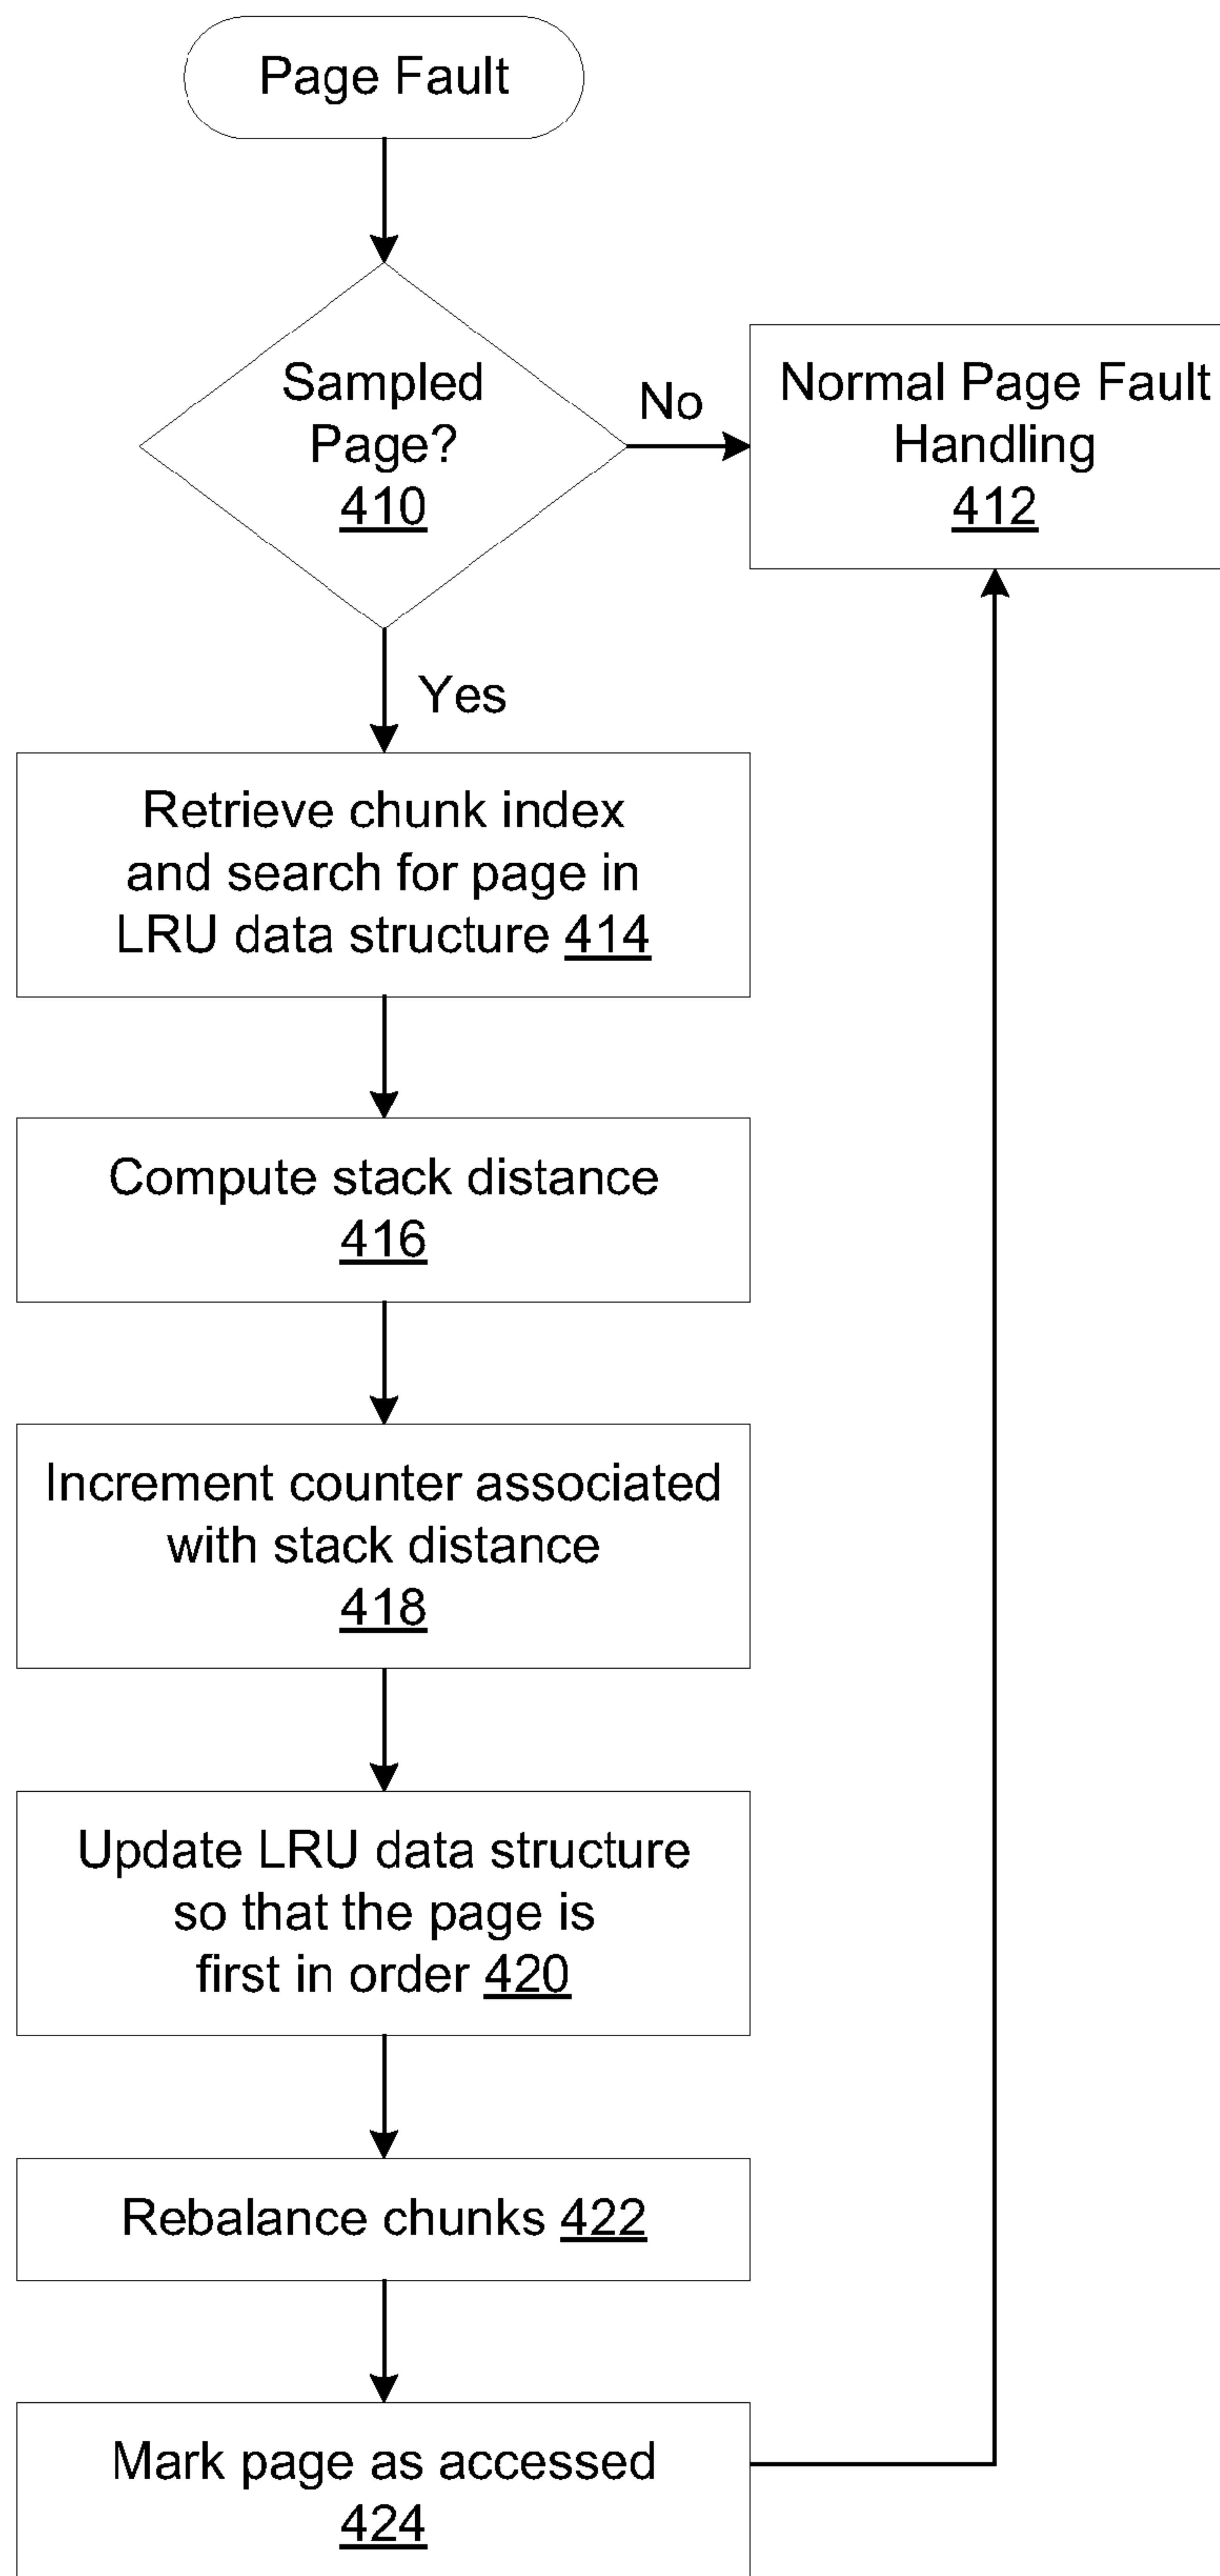 Page Fault
Sampled
Page?
410
No
Normal Page Fault
Handling
412
Yes
Retrieve chunk index
and search for page in
LRU data structure 414
Compute stack distance
416
Increment counter associated
with stack distance
418
Update LRU data structure
so that the page is
first in order 420
Rebalance chunks 422
Mark page as accessed
424